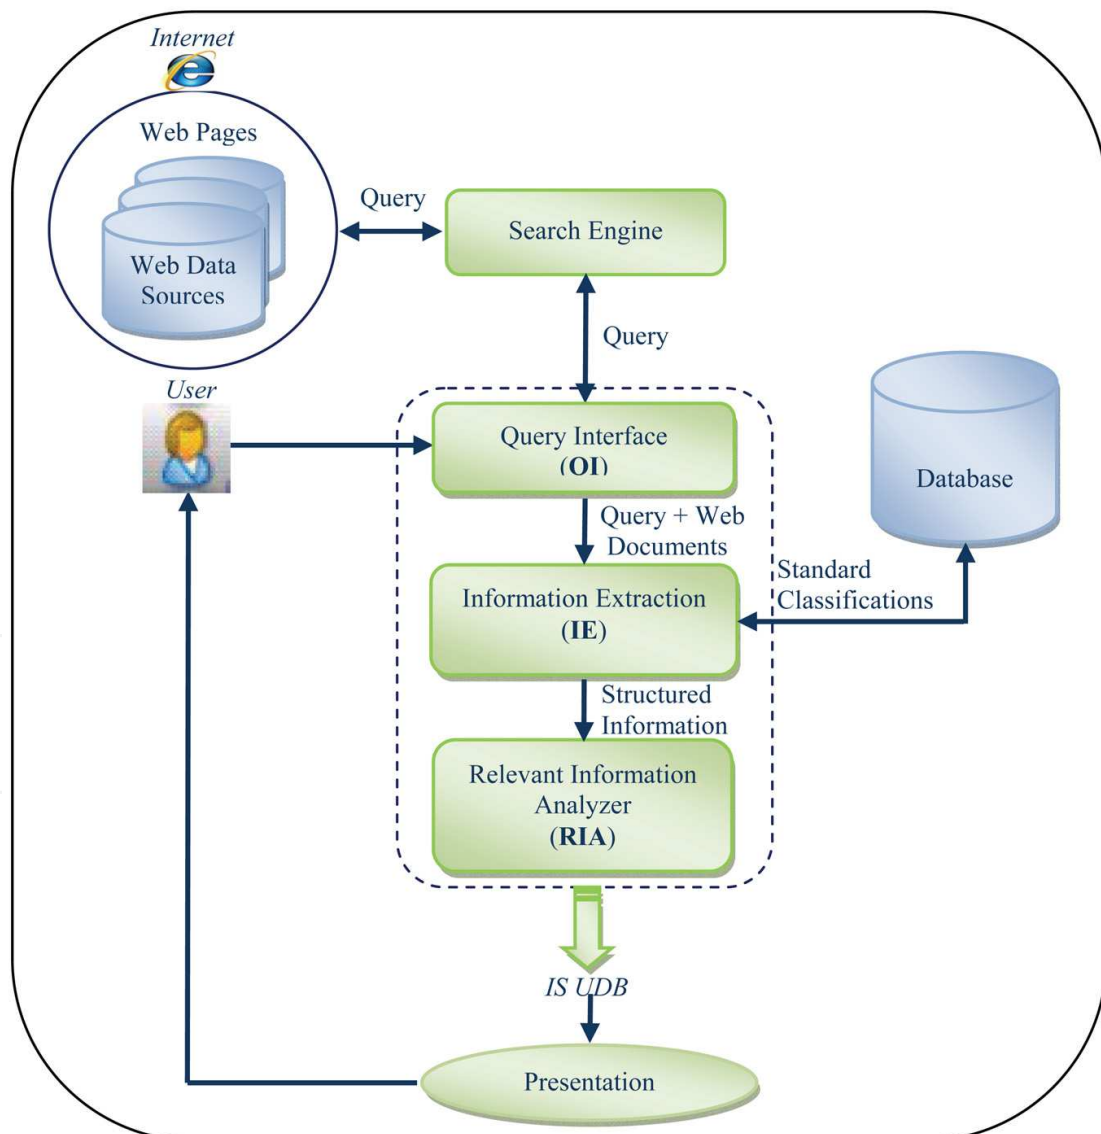 Internet
Web Pages
Web Data
Sources
Query
Search Engine
Query
User
Query Interface
(QI)
Database
Query + Web
Documents
Standard
Classifications
Information Extraction
(IE)
Structured
Information
Relevant Information
Analyzer
(RIA)
IS UDB
Presentation